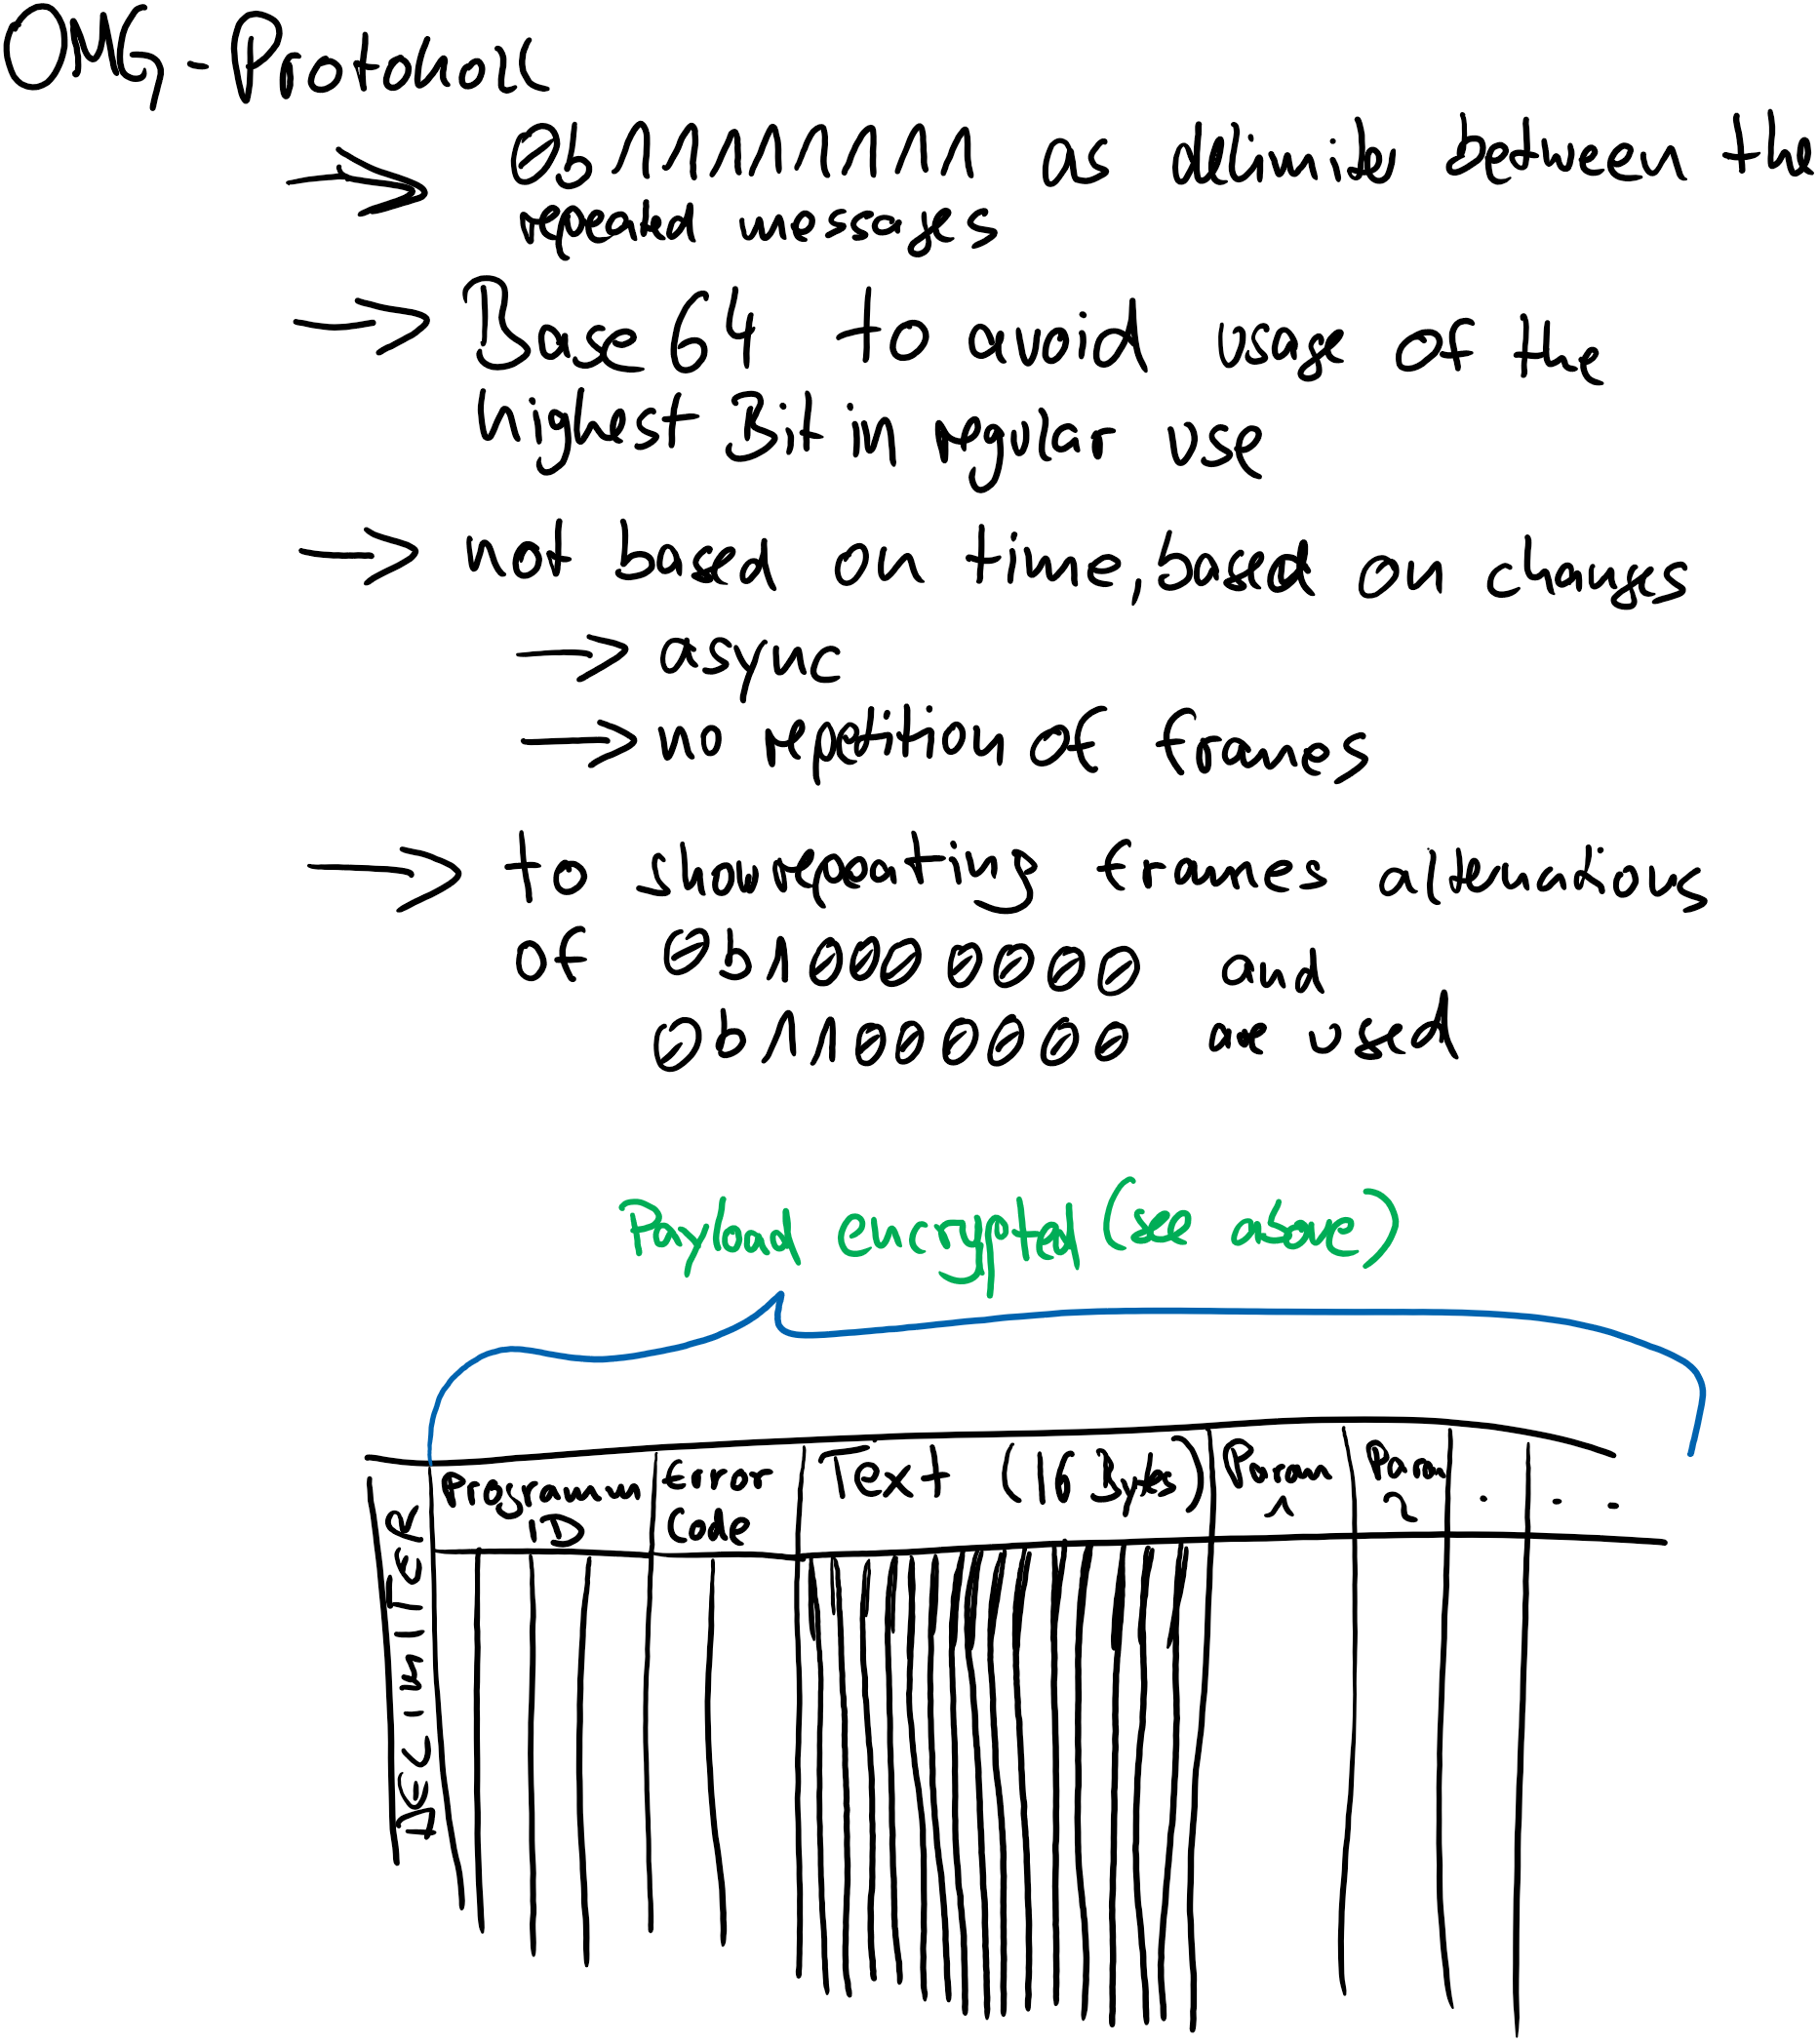 OMG-Protokoll
→ 0b11111111 as delimiter between the
repeated messages
→ Base64 to avoid usage of the
highest Bit in regular use
→ not based on time, based on changes
→ async
→ no repetition of frames
→ to show repeating frames alternations
of 0b10000000 and
0b11000000 are used
Payload encrypted (see above)
DELIMITER
Programm ID
Error Code
Text (16 Bytes)
Param 1
Param 2
. . .